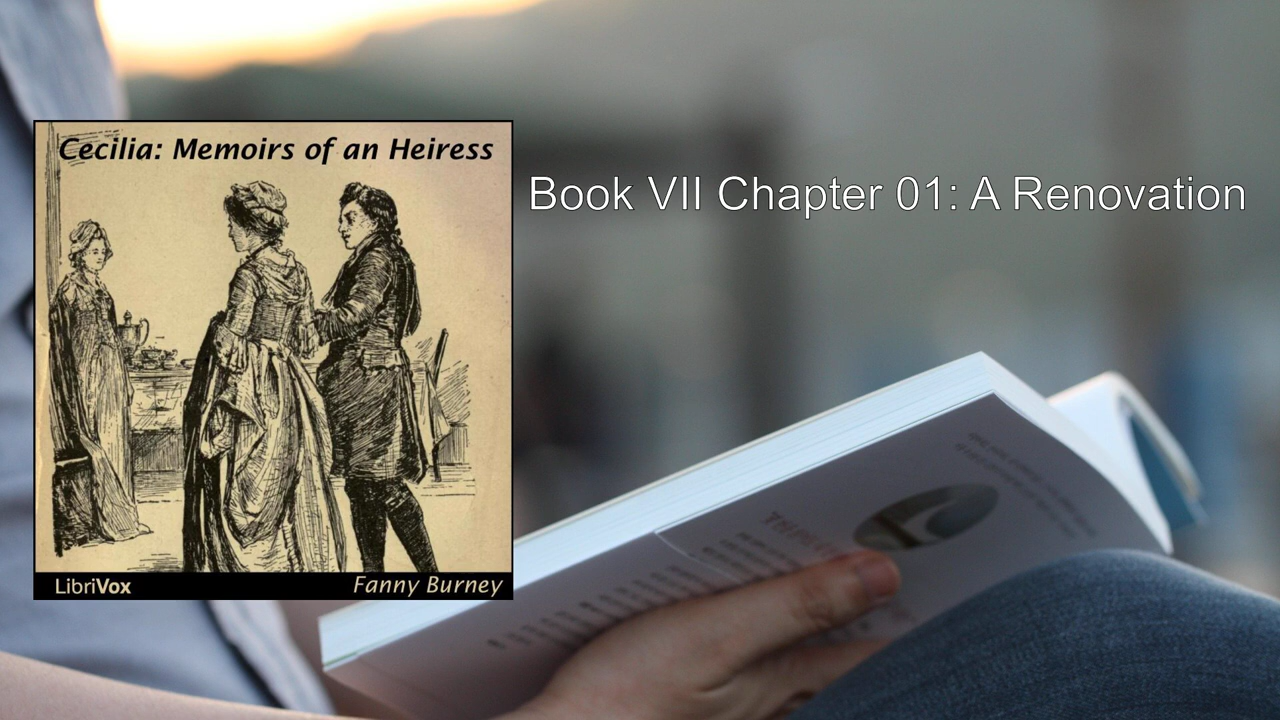 Cecilia: Memoirs of an Heiress
Book VII Chapter 01: A Renovation
LibriVox
Fanny Burney